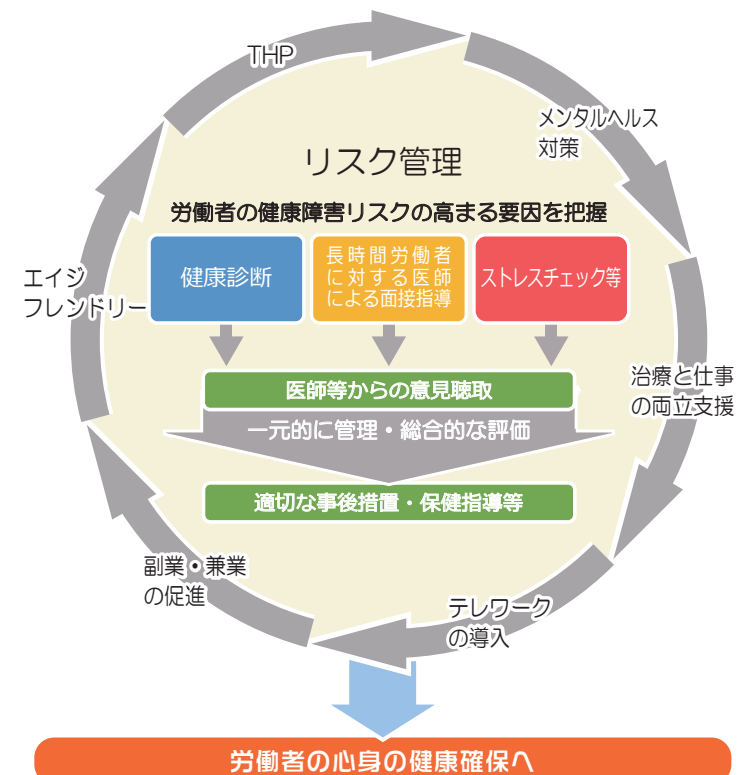 THP
メンタルヘルス
対策
リスク管理
労働者の健康障害リスクの高まる要因を把握
健康診断
長時間労働者
に対する医師
による面接指導
ストレスチェック等
エイジ
フレンドリー
治療と仕事
の両立支援
医師等からの意見聴取
一元的に管理・総合的な評価
適切な事後措置・保健指導等
副業・兼業
の促進
テレワーク
の導入
労働者の心身の健康確保へ